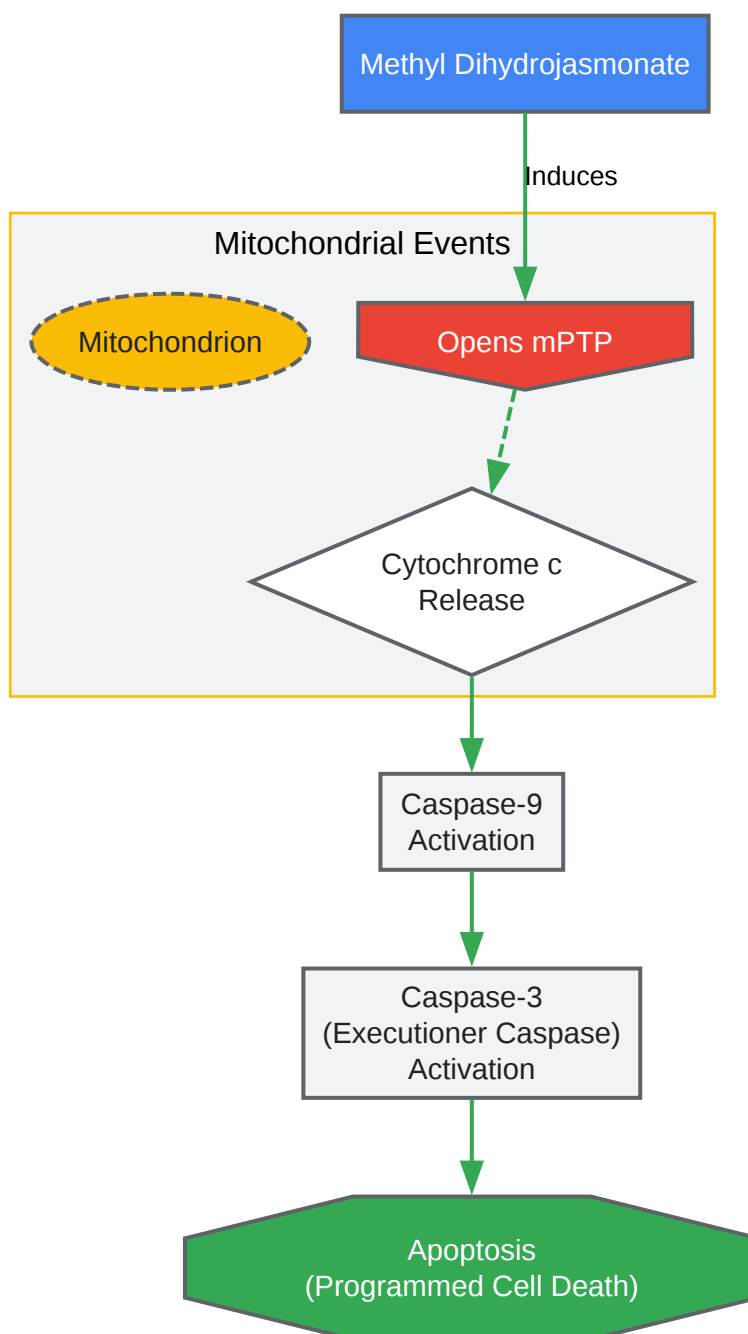 Methyl Dihydrojasmonate
Induces
Mitochondrial Events
Mitochondrion
Opens mPTP
Cytochrome c
Release
Caspase-9
Activation
Caspase-3
(Executioner Caspase)
Activation
Apoptosis
(Programmed Cell Death)